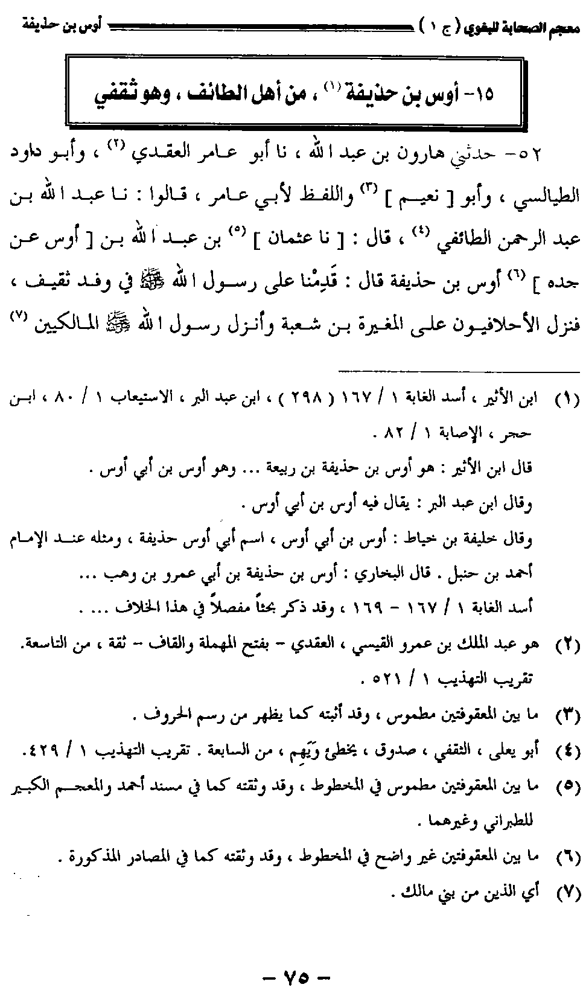 معجم الصحابة للبغوي ( ج ١ ) أوس بن حذيفة
١٥- أوس بن حذيفة (١) ، من أهل الطائف ، وهو ثقفي
٥٢- حدثني هارون بن عبد الله ، نا أبو عامر العقدي (٢) ، وأبو داود
الطيالسي ، وأبو [ نعيم ] (٣) واللفظ لأبي عامر ، قالوا : نا عبد الله بن
عبد الرحمن الطائفي (٤) ، قال : [ نا عثمان ] (٥) بن عبد الله بن [ أوس عن
جده ] (٦) أوس بن حذيفة قال : قَدِمْنا على رسول الله ﷺ في وفد ثقيف ،
فنزل الأحلافيون على المغيرة بن شعبة وأنزل رسول الله ﷺ المالكيين (٧)
(١) ابن الأثير ، أسد الغابة ١ / ١٦٧ ( ٢٩٨ ) ، ابن عبد البر ، الاستيعاب ١ / ٨٠ ، ابن
حجر ، الإصابة ١ / ٨٢ .
قال ابن الأثير : هو أوس بن حذيفة بن ربيعة ... وهو أوس بن أبي أوس .
وقال ابن عبد البر : يقال فيه أوس بن أبي أوس .
وقال خليفة بن خياط : أوس بن أبي أوس ، اسم أبي أوس حذيفة ، ومثله عند الإمام
أحمد بن حنبل . قال البخاري : أوس بن حذيفة بن أبي عمرو بن وهب ...
أسد الغابة ١ / ١٦٧ - ١٦٩ ، وقد ذكر بحثاً مفصلاً في هذا الخلاف ... .
(٢) هو عبد الملك بن عمرو القيسي ، العقدي - بفتح المهملة والقاف - ثقة ، من التاسعة.
تقريب التهذيب ١ / ٥٢١ .
(٣) ما بين المعقوفتين مطموس ، وقد أثبته كما يظهر من رسم الحروف .
(٤) أبو يعلى ، الثقفي ، صدوق ، يخطئ وَيَهِم ، من السابعة . تقريب التهذيب ١ / ٤٢٩.
(٥) ما بين المعقوفتين مطموس في المخطوط ، وقد وثقته كما في مسند أحمد والمعجم الكبير
للطبراني وغيرهما .
(٦) ما بين المعقوفتين غير واضح في المخطوط ، وقد وثقته كما في المصادر المذكورة .
(٧) أي الذين من بني مالك .
- ٧٥ -